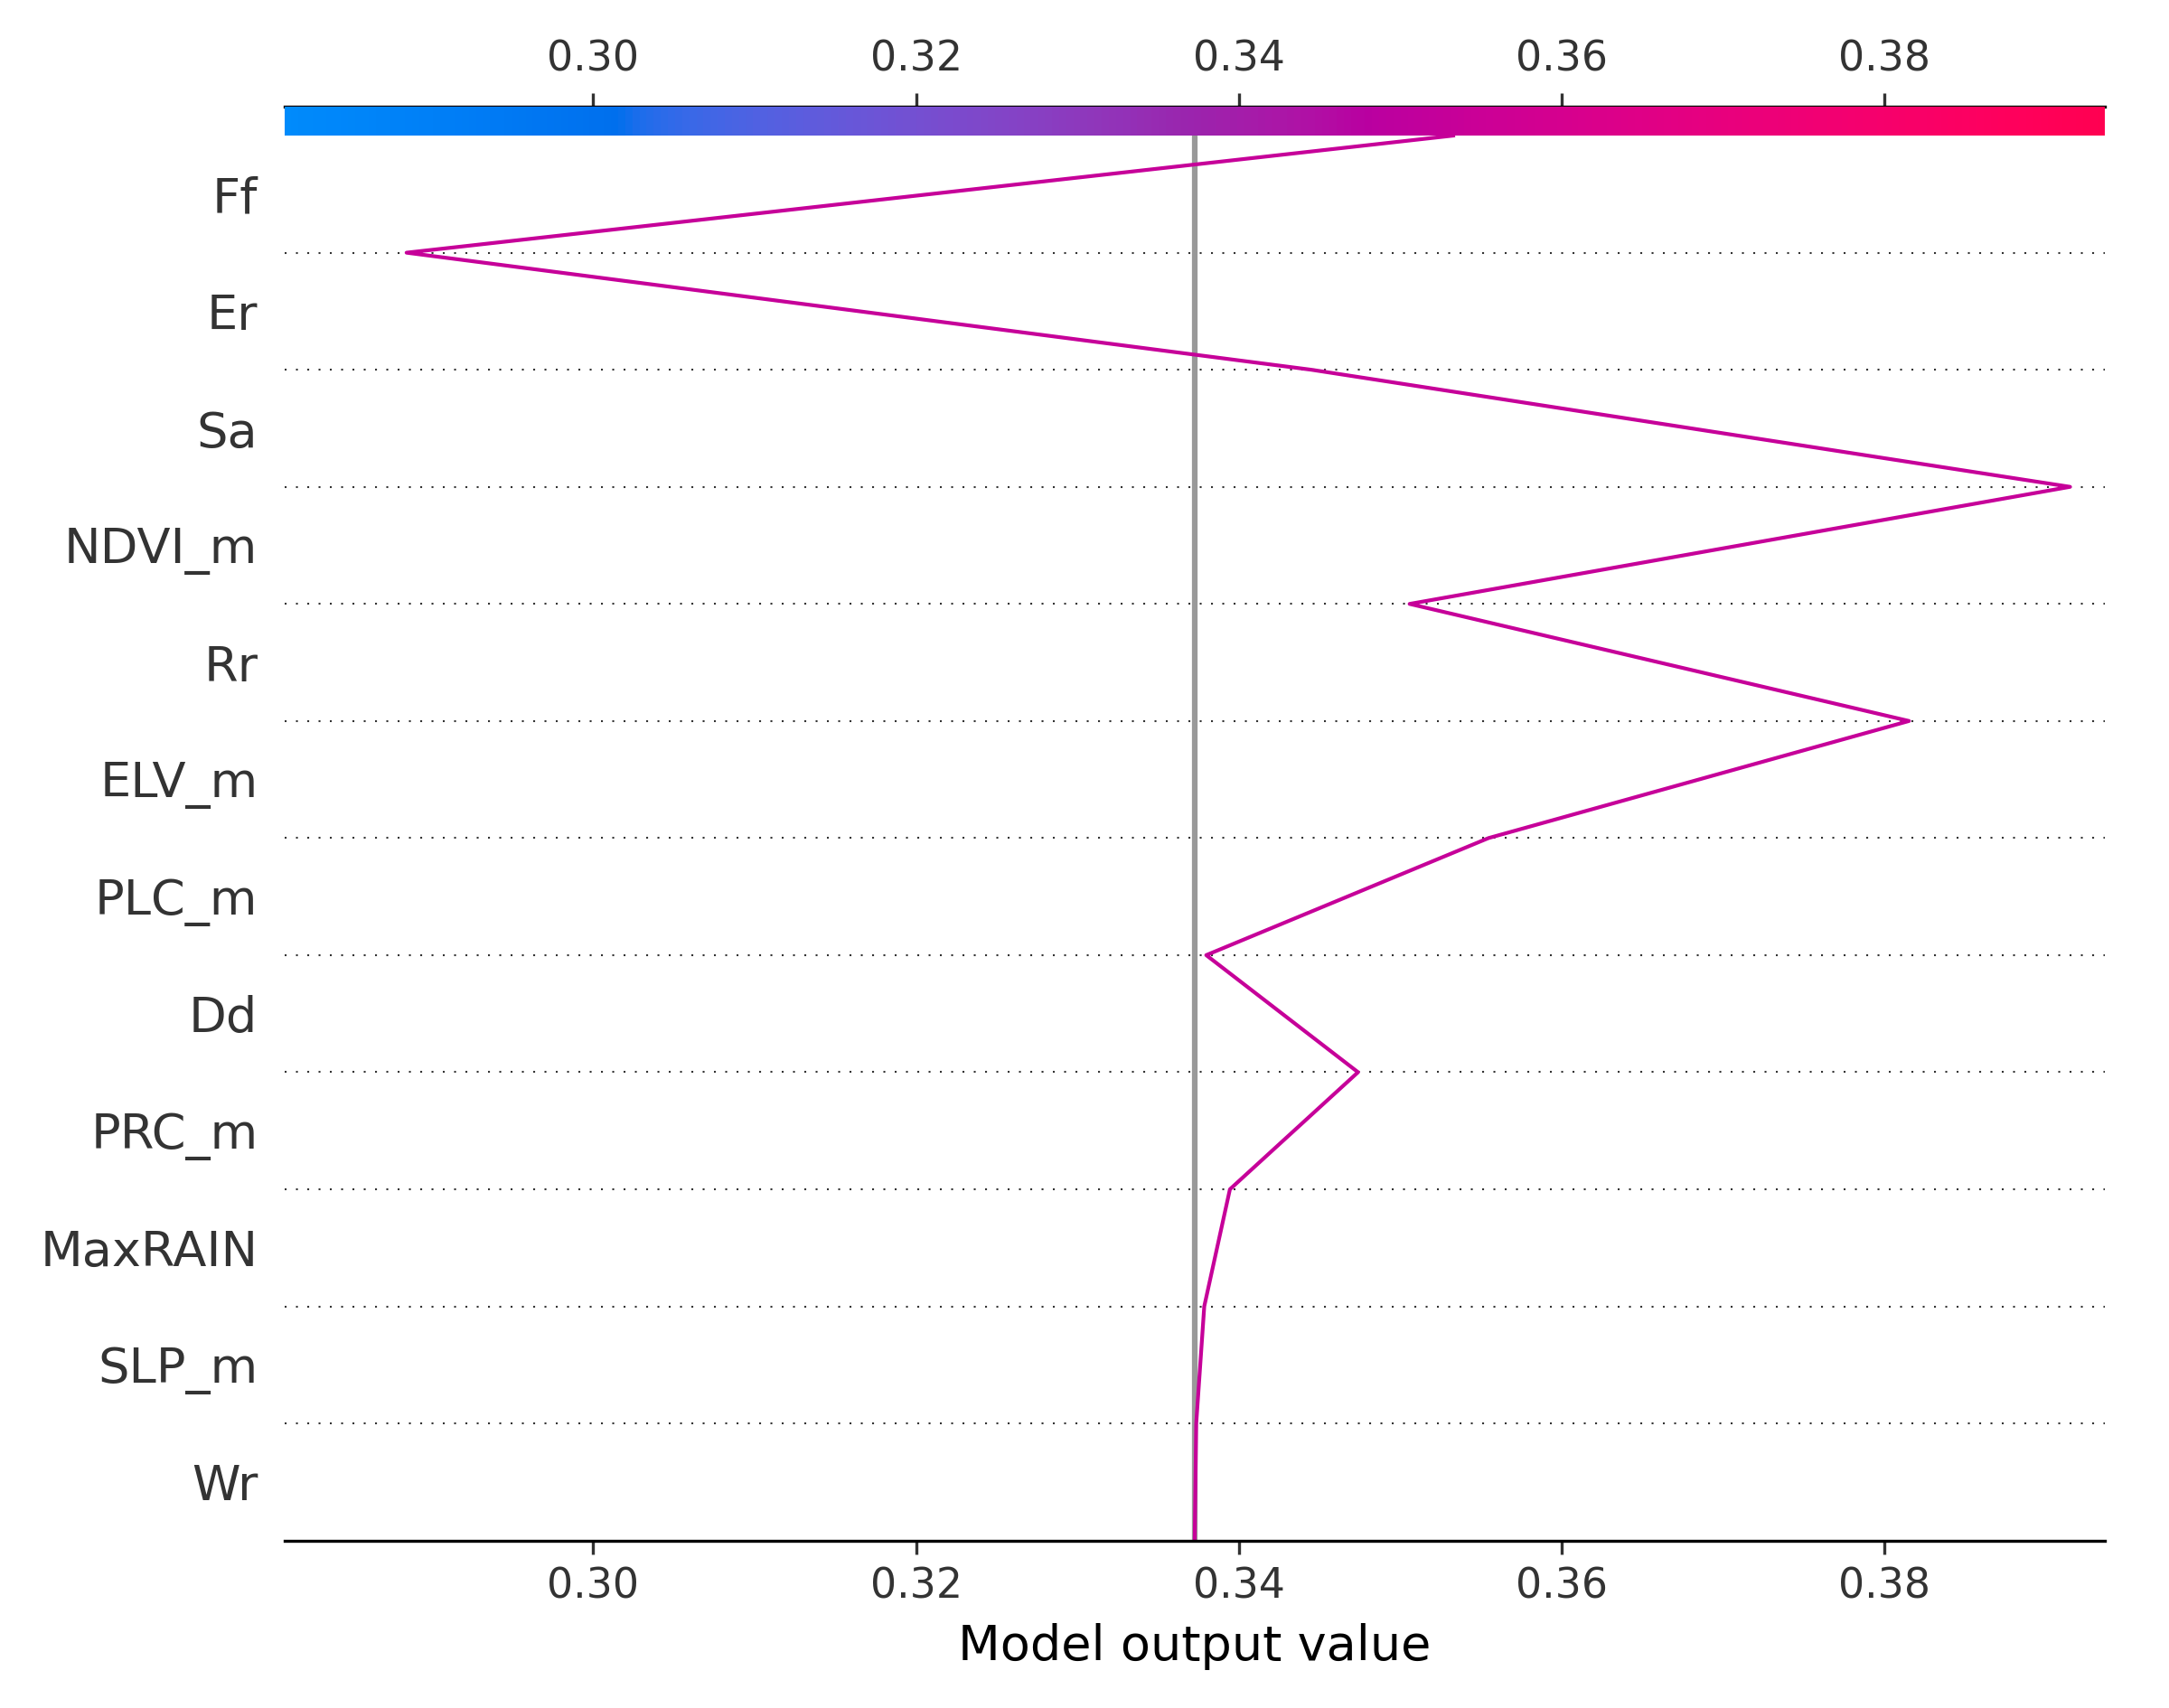 0.30 0.32 0.34 0.36 0.38
Ff
Er
Sa
NDVI_m
Rr
ELV_m
PLC_m
Dd
PRC_m
MaxRAIN
SLP_m
Wr
0.30 0.32 0.34 0.36 0.38
Model output value